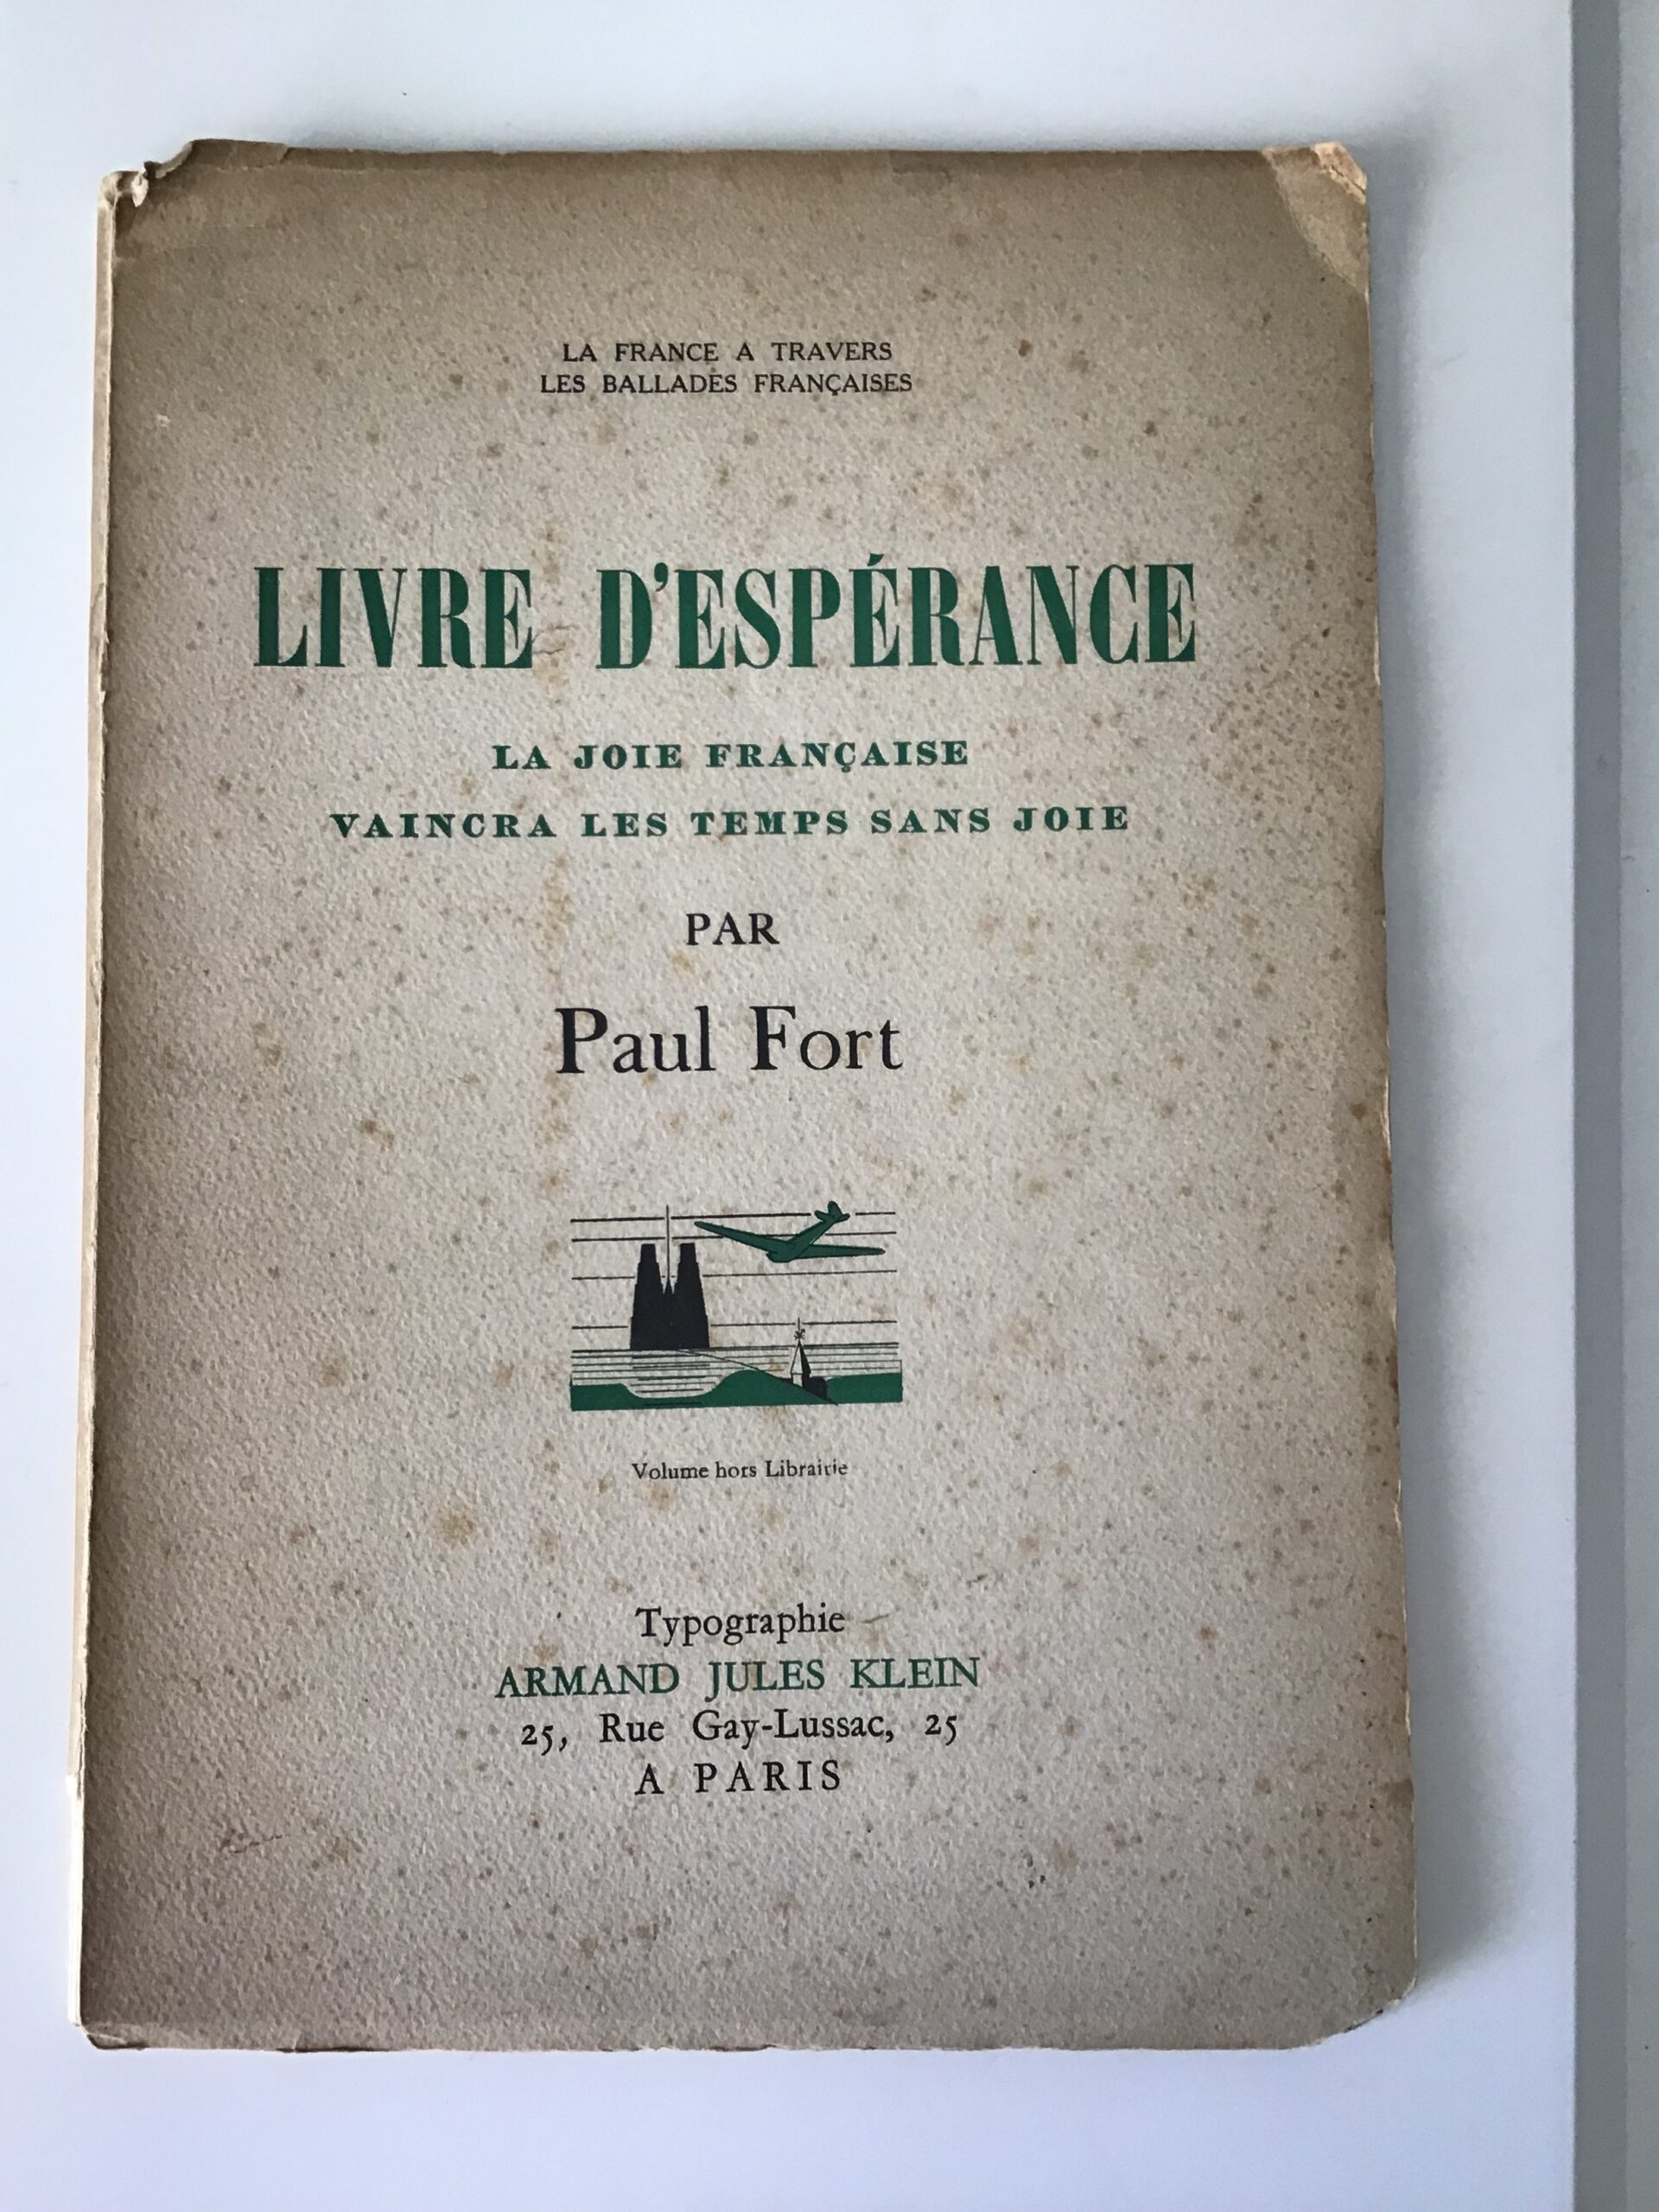 LA FRANCE A TRAVERS
LES BALLADES FRANÇAISES
LIVRE D'ESPÉRANCE
LA JOIE FRANÇAISE
VAINCRA LES TEMPS SANS JOIE
PAR
Paul Fort
Volume hors Librairie
Typographie
ARMAND JULES KLEIN
25, Rue Gay-Lussac, 25
A PARIS